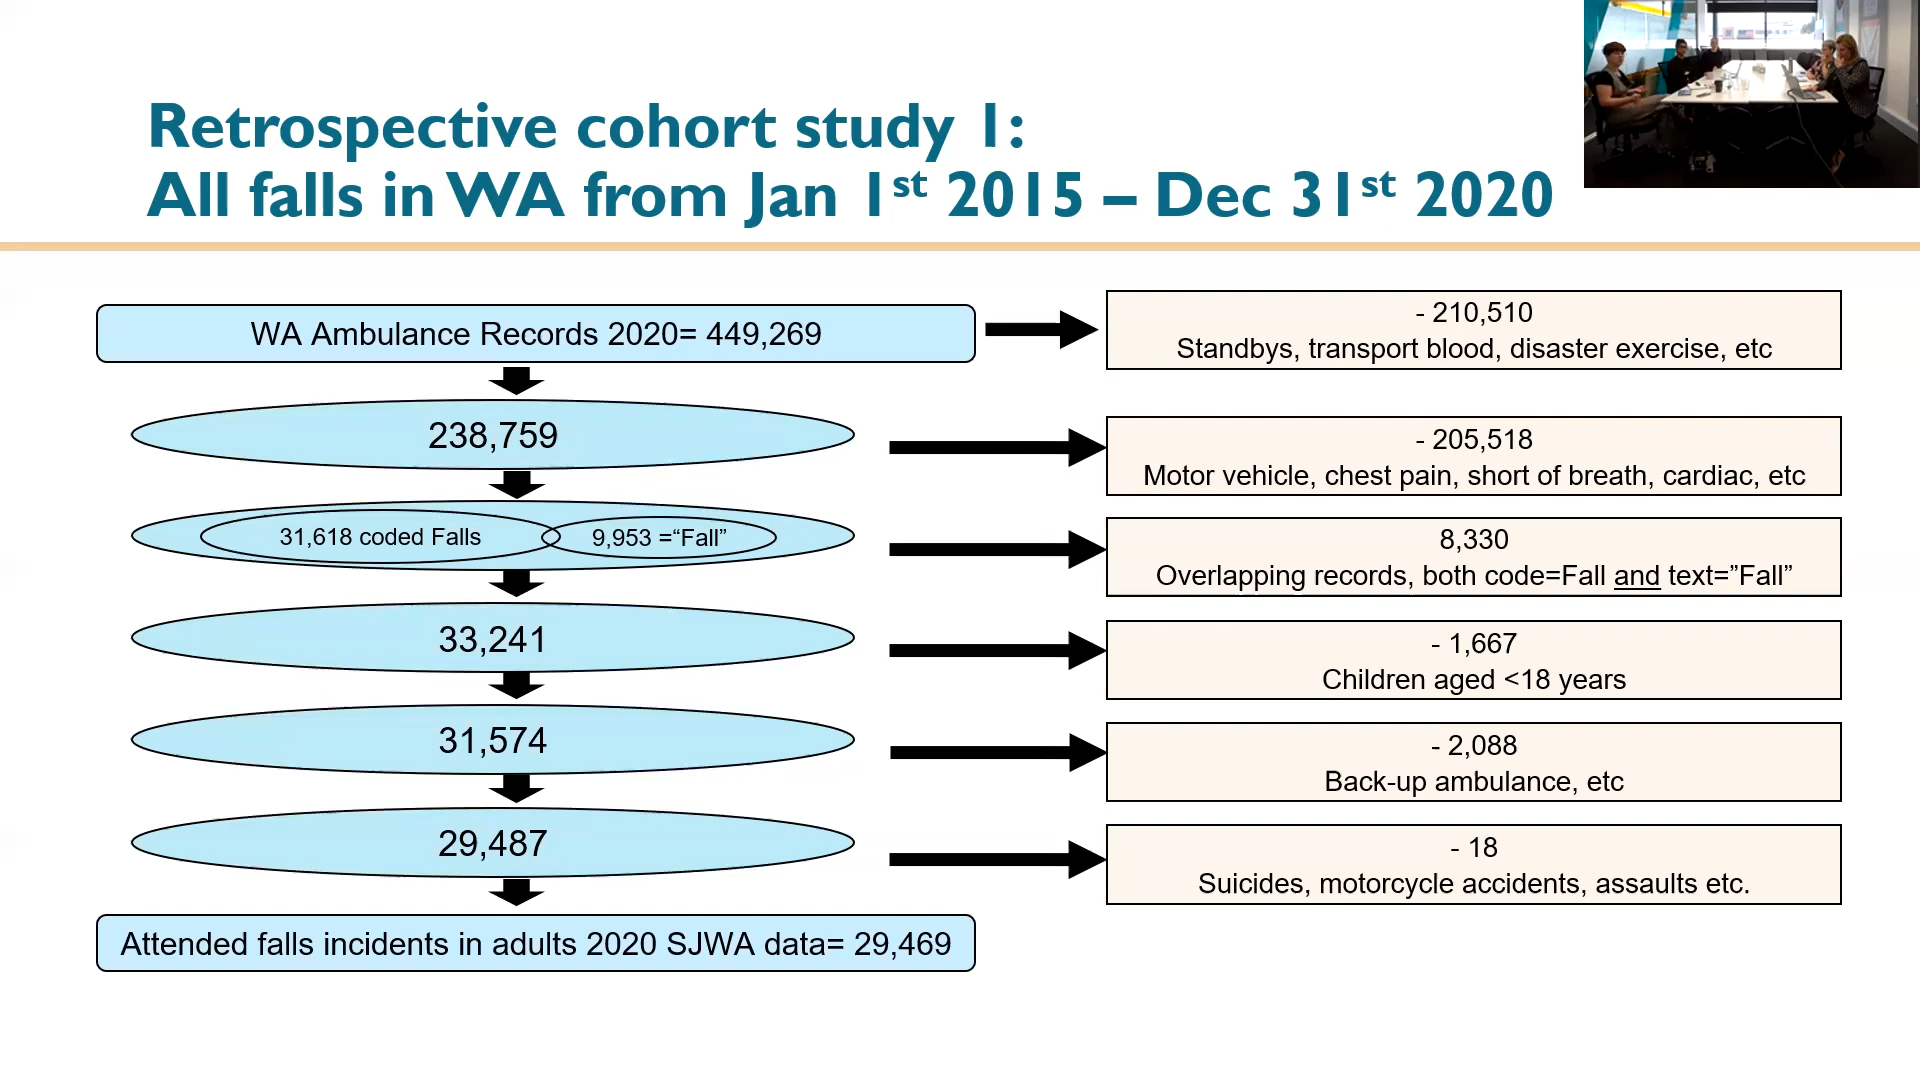 Retrospective cohort study 1:
All falls in WA from Jan 1st 2015 – Dec 31st 2020
WA Ambulance Records 2020= 449,269
- 210,510
Standbys, transport blood, disaster exercise, etc
238,759
- 205,518
Motor vehicle, chest pain, short of breath, cardiac, etc
31,618 coded Falls
9,953 =“Fall”
8,330
Overlapping records, both code=Fall and text=”Fall”
33,241
- 1,667
Children aged <18 years
31,574
- 2,088
Back-up ambulance, etc
29,487
- 18
Suicides, motorcycle accidents, assaults etc.
Attended falls incidents in adults 2020 SJWA data= 29,469